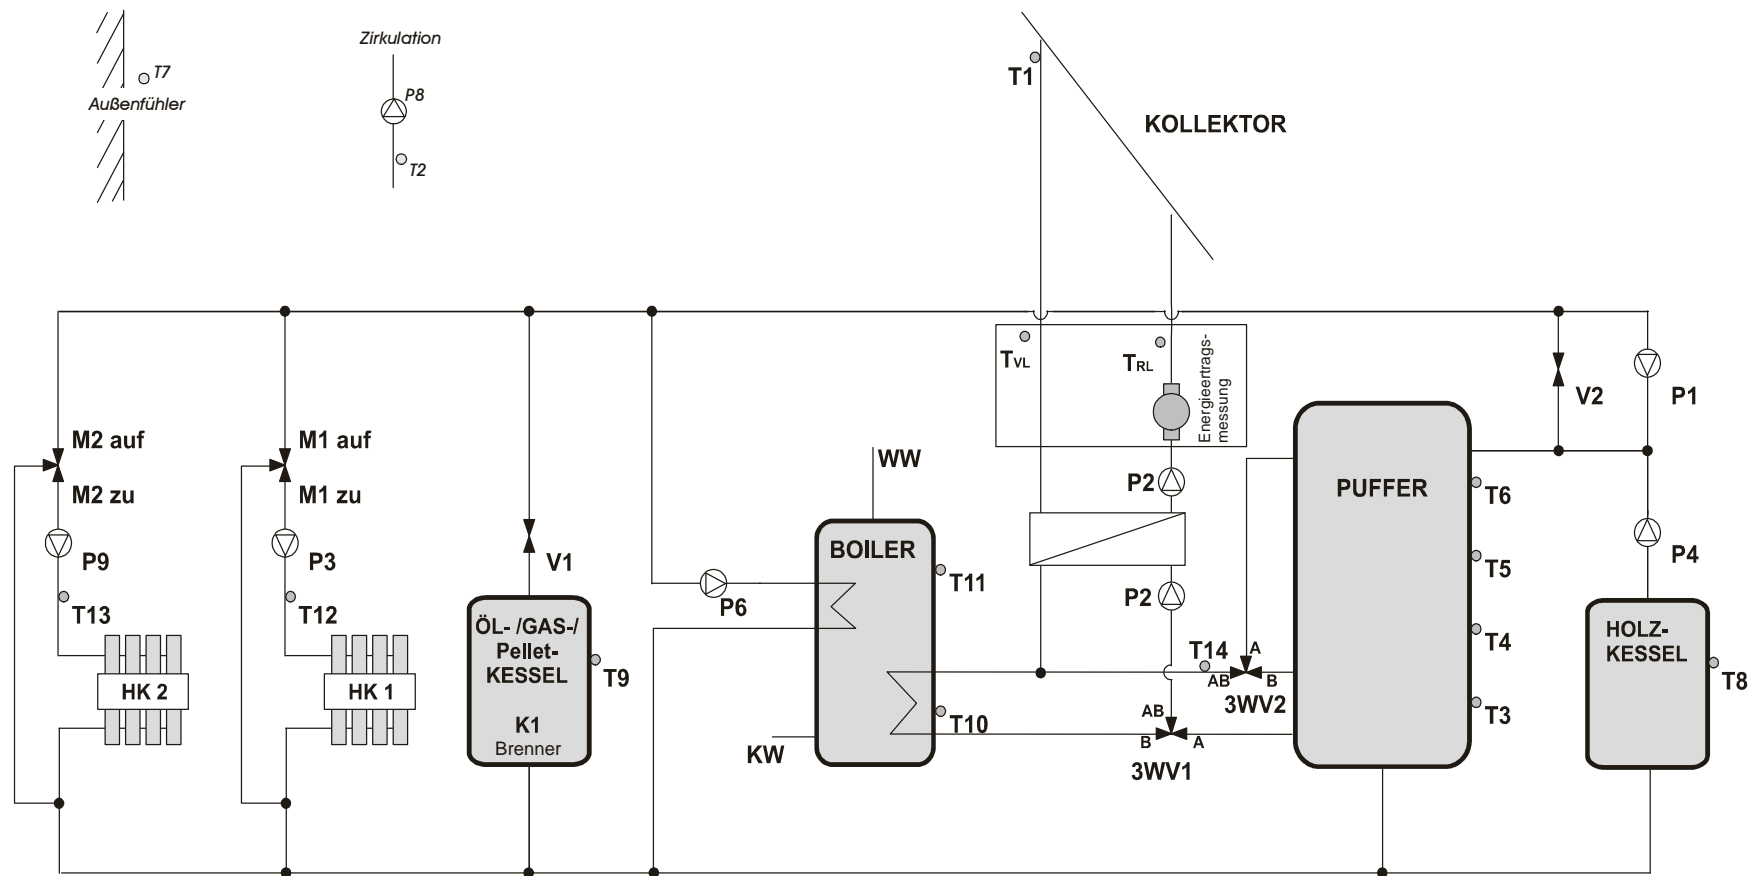 Zirkulation
T7
P8
Außenfühler
T2
T1
KOLLEKTOR
TVL
TRL
Energieertrags-
messung
V2
P1
M2 auf
M1 auf
WW
M2 zu
M1 zu
P2
PUFFER
T6
P9
P3
V1
BOILER
P4
T11
T5
T13
T12
P6
P2
ÖL- /GAS-/
Pellet-
KESSEL
HOLZ-
KESSEL
T14
A
T4
AB
B
T9
T8
HK 2
HK 1
3WV2
K1
Brenner
T10
AB
T3
KW
B
A
3WV1